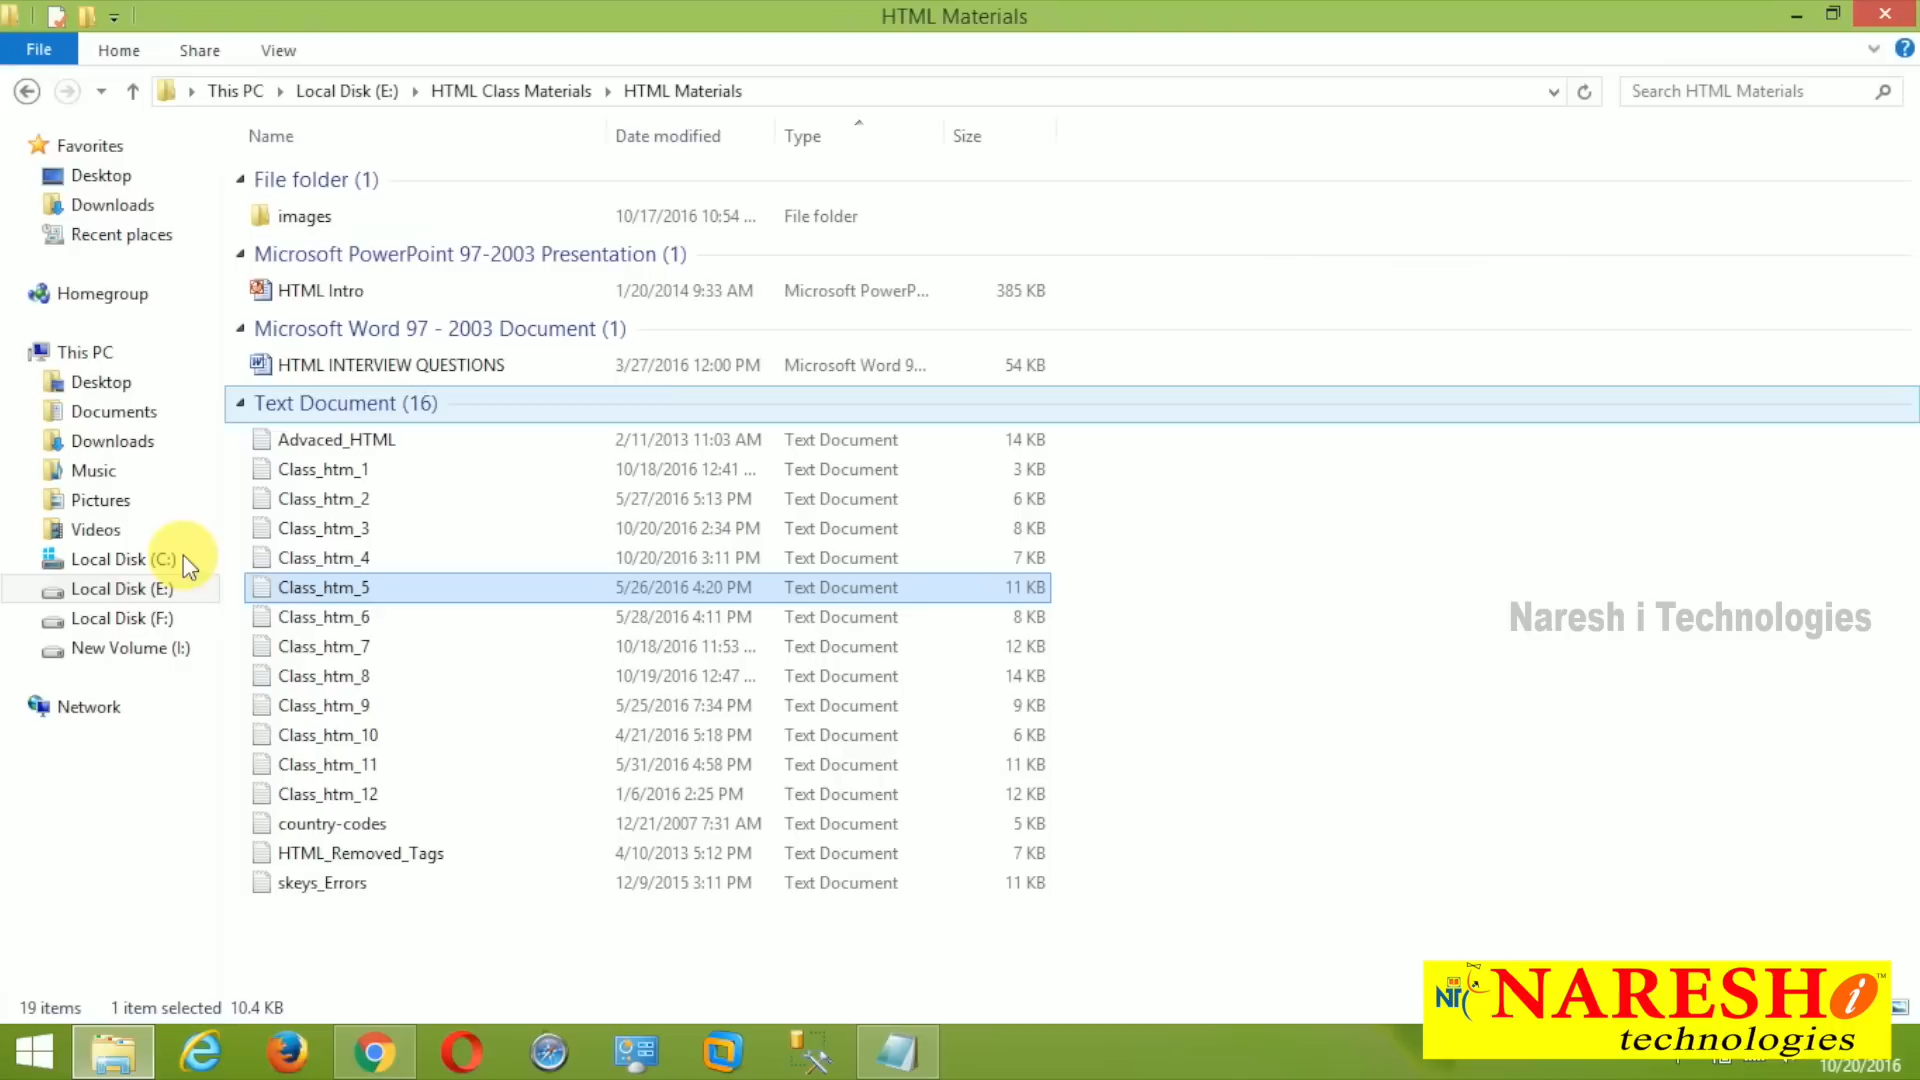 HTML Materials
File Home Share View
This PC Local Disk (E:) HTML Class Materials HTML Materials Search HTML Materials
Name Date modified Type Size
Favorites
Desktop
Downloads
Recent places
Homegroup
This PC
Desktop
Documents
Downloads
Music
Pictures
Videos
Local Disk (C:)
Local Disk (E:)
Local Disk (F:)
New Volume (I:)
Network
File folder (1)
images 10/17/2016 10:54 ... File folder
Microsoft PowerPoint 97-2003 Presentation (1)
HTML Intro 1/20/2014 9:33 AM Microsoft PowerP... 385 KB
Microsoft Word 97 - 2003 Document (1)
HTML INTERVIEW QUESTIONS 3/27/2016 12:00 PM Microsoft Word 9... 54 KB
Text Document (16)
Advaced_HTML 2/11/2013 11:03 AM Text Document 14 KB
Class_htm_1 10/18/2016 12:41 ... Text Document 3 KB
Class_htm_2 5/27/2016 5:13 PM Text Document 6 KB
Class_htm_3 10/20/2016 2:34 PM Text Document 8 KB
Class_htm_4 10/20/2016 3:11 PM Text Document 7 KB
Class_htm_5 5/26/2016 4:20 PM Text Document 11 KB
Class_htm_6 5/28/2016 4:11 PM Text Document 8 KB
Class_htm_7 10/18/2016 11:53 ... Text Document 12 KB
Class_htm_8 10/19/2016 12:47 ... Text Document 14 KB
Class_htm_9 5/25/2016 7:34 PM Text Document 9 KB
Class_htm_10 4/21/2016 5:18 PM Text Document 6 KB
Class_htm_11 5/31/2016 4:58 PM Text Document 11 KB
Class_htm_12 1/6/2016 2:25 PM Text Document 12 KB
country-codes 12/21/2007 7:31 AM Text Document 5 KB
HTML_Removed_Tags 4/10/2013 5:12 PM Text Document 7 KB
skeys_Errors 12/9/2015 3:11 PM Text Document 11 KB
Naresh i Technologies
19 items 1 item selected 10.4 KB
NARESH i ™
technologies
10/20/2016